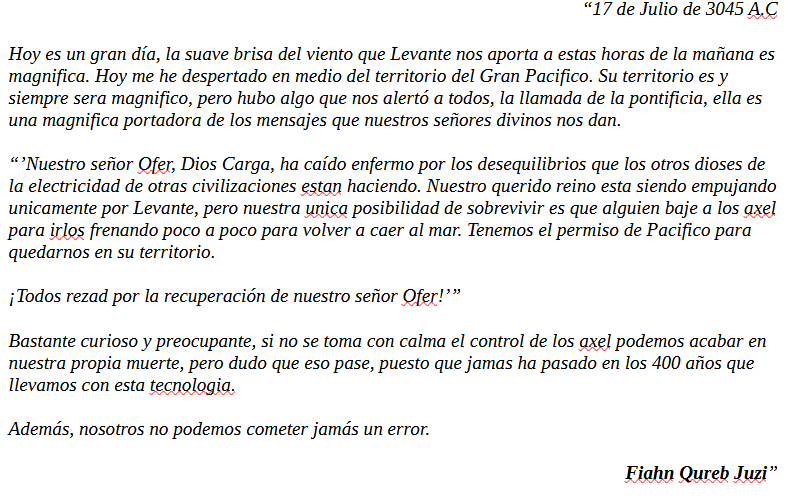 “17 de Julio de 3045 A.C
Hoy es un gran día, la suave brisa del viento que Levante nos aporta a estas horas de la mañana es
magnifica. Hoy me he despertado en medio del territorio del Gran Pacifico. Su territorio es y
siempre sera magnifico, pero hubo algo que nos alertó a todos, la llamada de la pontificia, ella es
una magnifica portadora de los mensajes que nuestros señores divinos nos dan.
“’Nuestro señor Ofer, Dios Carga, ha caído enfermo por los desequilibrios que los otros dioses de
la electricidad de otras civilizaciones estan haciendo. Nuestro querido reino esta siendo empujando
unicamente por Levante, pero nuestra unica posibilidad de sobrevivir es que alguien baje a los axel
para irlos frenando poco a poco para volver a caer al mar. Tenemos el permiso de Pacifico para
quedarnos en su territorio.
¡Todos rezad por la recuperación de nuestro señor Ofer!’”
Bastante curioso y preocupante, si no se toma con calma el control de los axel podemos acabar en
nuestra propia muerte, pero dudo que eso pase, puesto que jamas ha pasado en los 400 años que
llevamos con esta tecnologia.
Además, nosotros no podemos cometer jamás un error.
Fiahn Qureb Juzi”